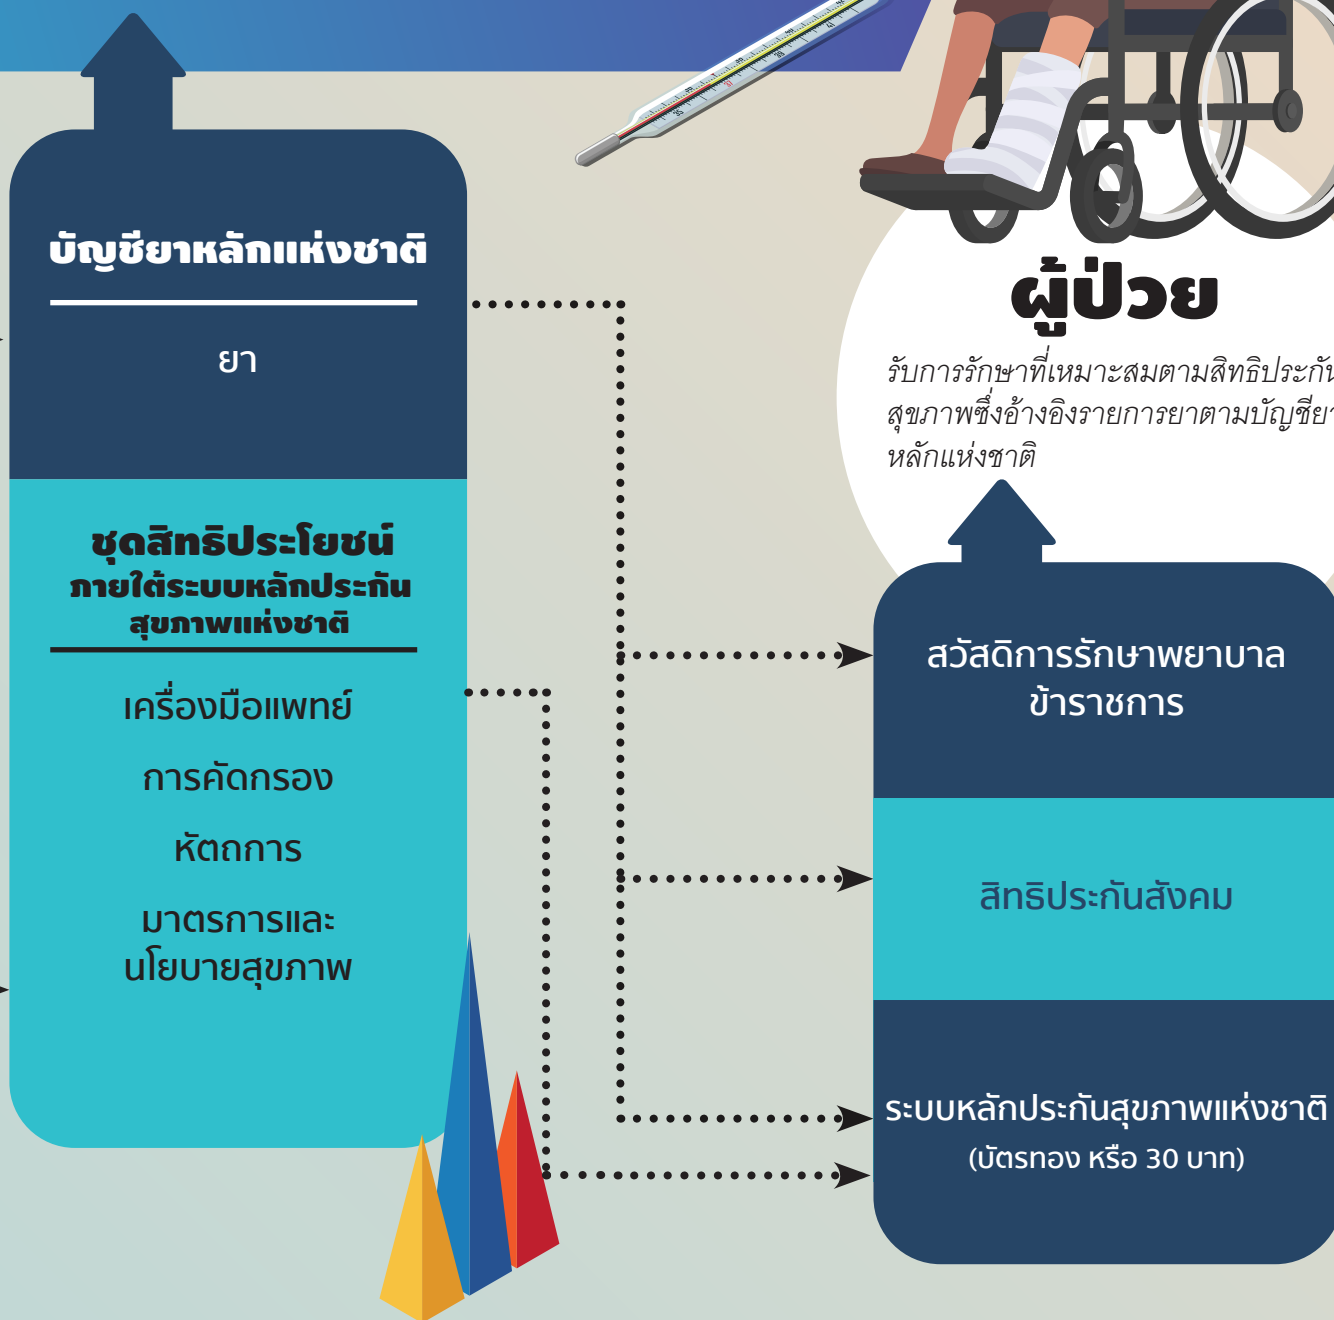 บัญชียาหลักแห่งชาติ
ยา
ชุดสิทธิประโยชน์
ภายใต้ระบบหลักประกัน
สุขภาพแห่งชาติ
เครื่องมือแพทย์
การคัดกรอง
หัตถการ
มาตรการและ
นโยบายสุขภาพ
ผู้ป่วย
รับการรักษาที่เหมาะสมตามสิทธิประกัน
สุขภาพซึ่งอ้างอิงรายการยาตามบัญชียา
หลักแห่งชาติ
สวัสดิการรักษาพยาบาล
ข้าราชการ
สิทธิประกันสังคม
ระบบหลักประกันสุขภาพแห่งชาติ
(บัตรทอง หรือ 30 บาท)